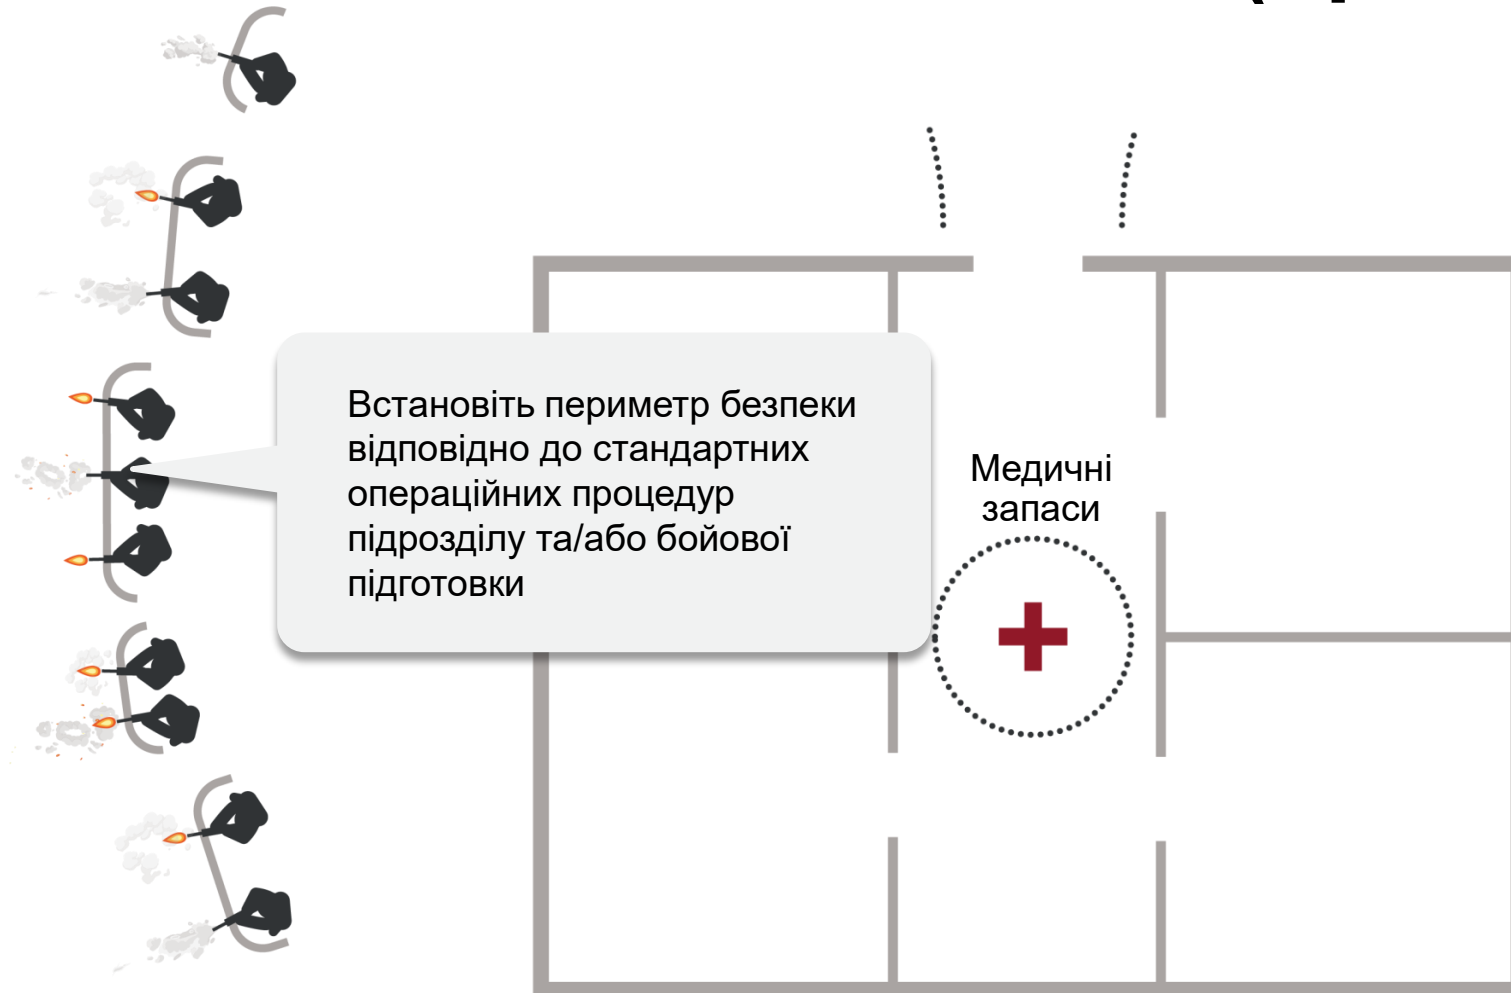 Встановіть периметр безпеки
відповідно до стандартних
операційних процедур
підрозділу та/або бойової
підготовки
Медичні
запаси